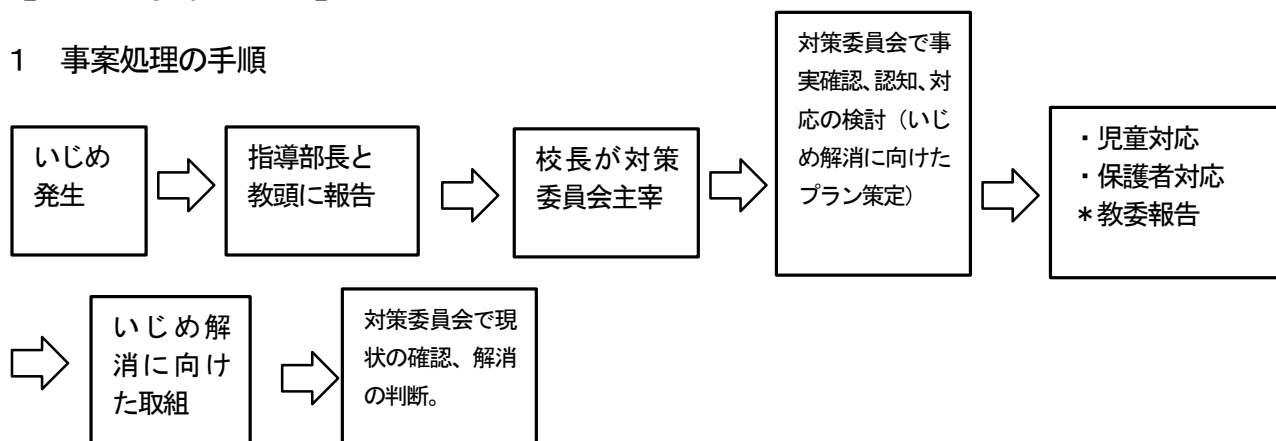 1 事案処理の手順
いじめ
発生
指導部長と
教頭に報告
校長が対策
委員会主宰
対策委員会で事
実確認、認知、対
応の検討（いじ
め解消に向けた
プラン策定）
・児童対応
・保護者対応
＊教委報告
いじめ解
消に向け
た取組
対策委員会で現
状の確認、解消
の判断。